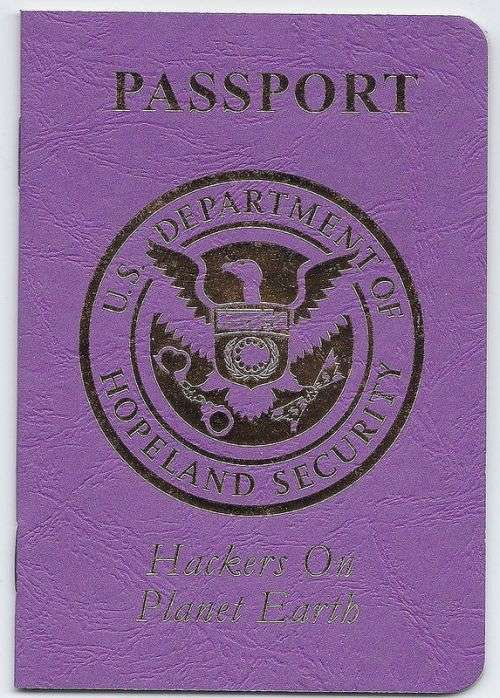 PASSPORT
U.S. DEPARTMENT OF
HOPELAND SECURITY
Hackers On
Planet Earth